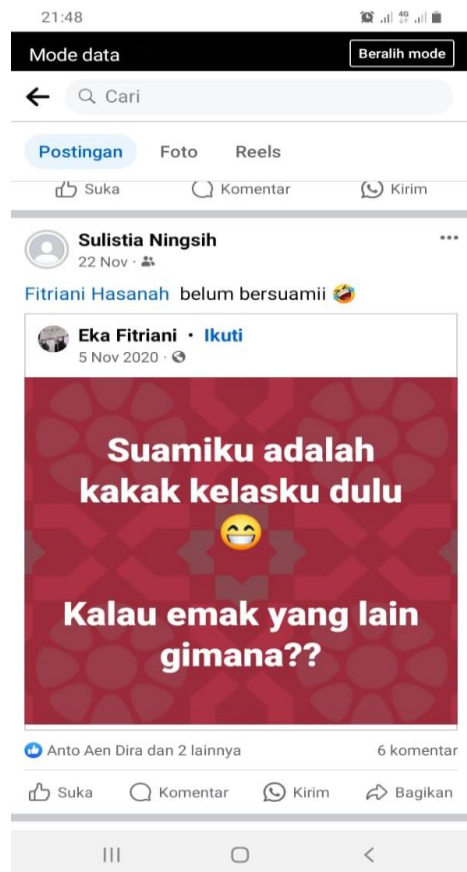 21:48
4G
Mode data
Beralih mode
Cari
Postingan Foto Reels
Suka Komentar Kirim
Sulistia Ningsih
22 Nov ·
Fitriani Hasanah belum bersuamii 🤣
Eka Fitriani · Ikuti
5 Nov 2020 ·
Suamiku adalah
kakak kelasku dulu
😁
Kalau emak yang lain
gimana??
Anto Aen Dira dan 2 lainnya
6 komentar
Suka Komentar Kirim Bagikan